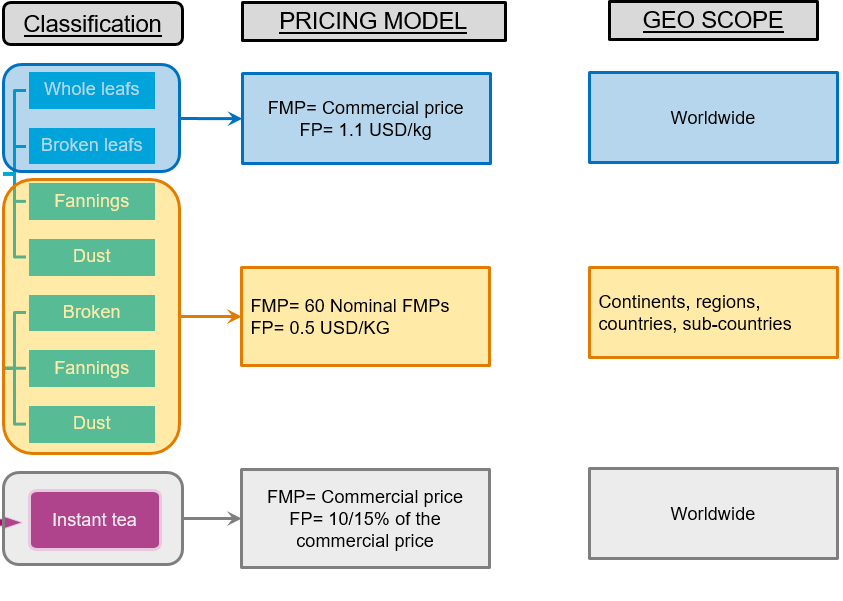 Classification
PRICING MODEL
GEO SCOPE
Whole leafs
Broken leafs
FMP= Commercial price
FP= 1.1 USD/kg
Worldwide
Fannings
Dust
Broken
Fannings
Dust
FMP= 60 Nominal FMPs
FP= 0.5 USD/KG
Continents, regions,
countries, sub-countries
Instant tea
FMP= Commercial price
FP= 10/15% of the
commercial price
Worldwide